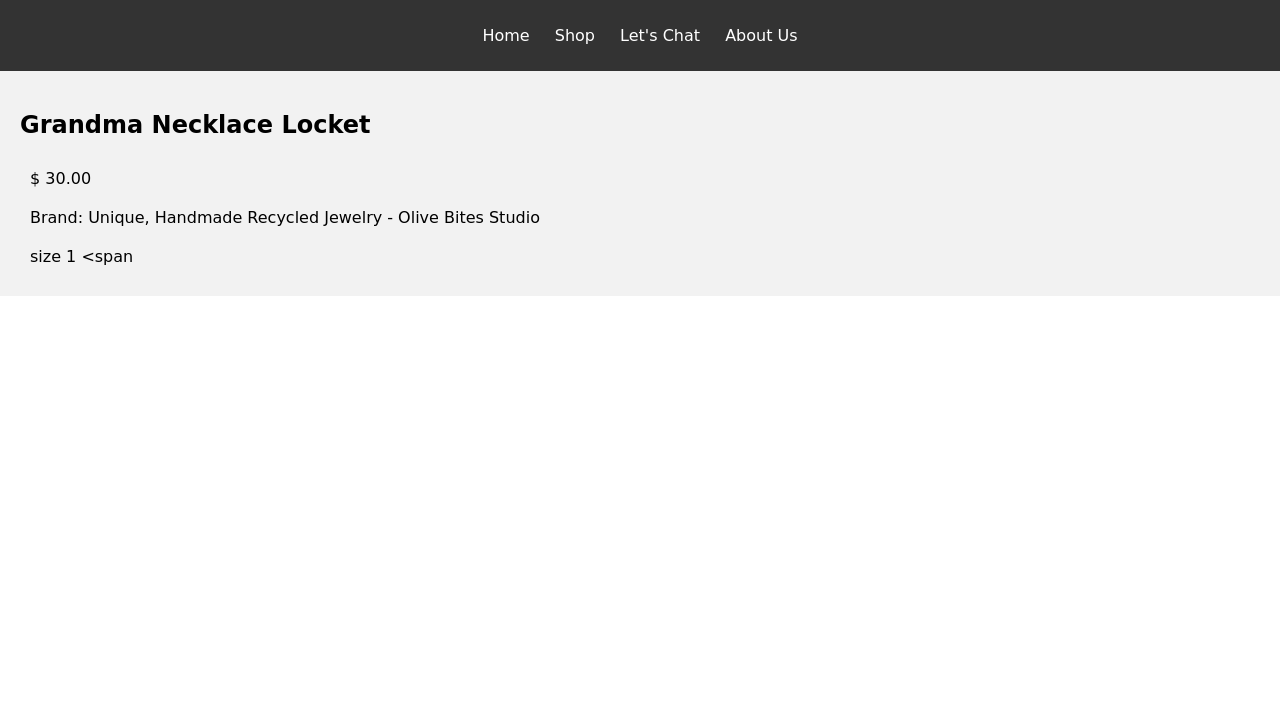 Home Shop Let's Chat About Us
Grandma Necklace Locket
$ 30.00
Brand: Unique, Handmade Recycled Jewelry - Olive Bites Studio
size 1 <span